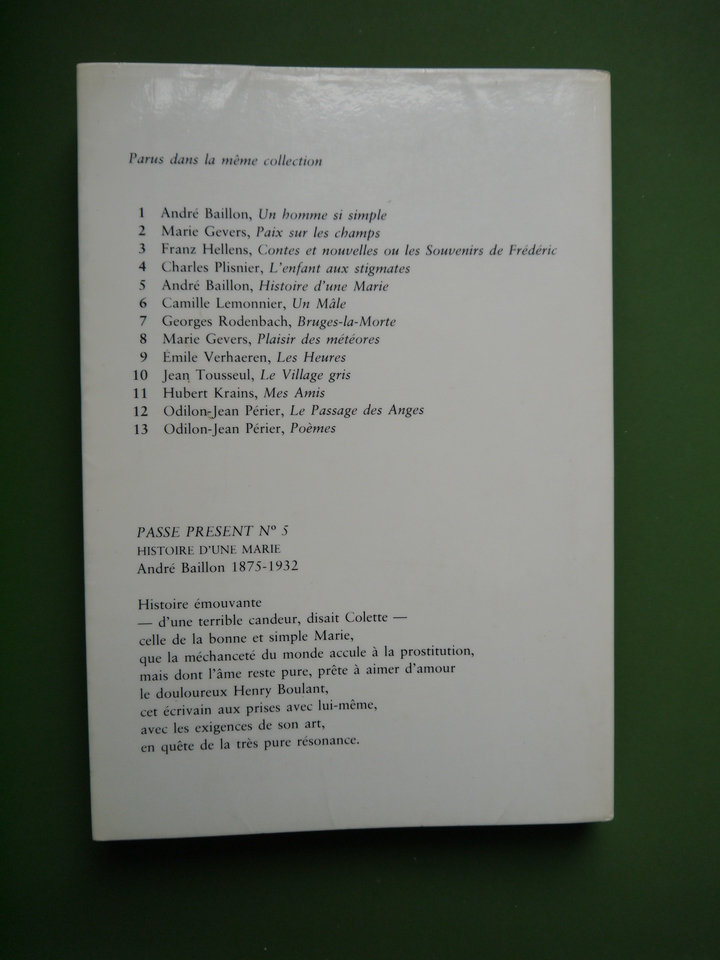 Parus dans la même collection
1 André Baillon, Un homme si simple
2 Marie Gevers, Paix sur les champs
3 Franz Hellens, Contes et nouvelles ou les Souvenirs de Frédéric
4 Charles Plisnier, L'enfant aux stigmates
5 André Baillon, Histoire d'une Marie
6 Camille Lemonnier, Un Mâle
7 Georges Rodenbach, Bruges-la-Morte
8 Marie Gevers, Plaisir des météores
9 Émile Verhaeren, Les Heures
10 Jean Tousseul, Le Village gris
11 Hubert Krains, Mes Amis
12 Odilon-Jean Périer, Le Passage des Anges
13 Odilon-Jean Périer, Poèmes
PASSE PRESENT Nº 5
HISTOIRE D'UNE MARIE
André Baillon 1875-1932
Histoire émouvante
— d'une terrible candeur, disait Colette —
celle de la bonne et simple Marie,
que la méchanceté du monde accule à la prostitution,
mais dont l'âme reste pure, prête à aimer d'amour
le douloureux Henry Boulant,
cet écrivain aux prises avec lui-même,
avec les exigences de son art,
en quête de la très pure résonance.